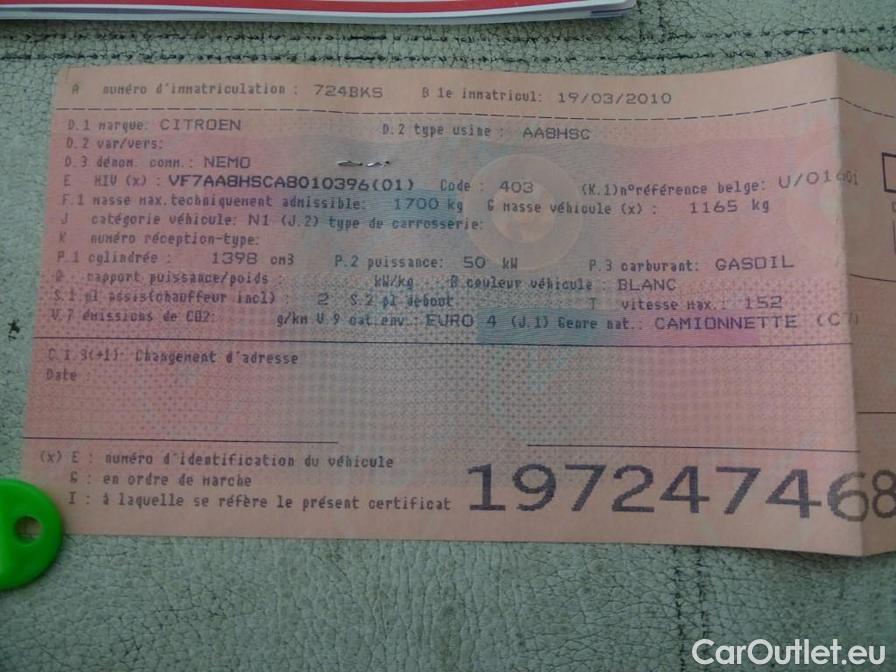 A numéro d'immatriculation : 724BKS B 1e immatricul: 19/03/2010
D.1 marque: CITROEN D.2 type usine : AA8HSC
D.2 var/vers:
D.3 dénom. comm.: NEMO
E NIV (x) : VF7AA8HSCA8010396(01) Code : 403 (K.1)n°référence belge: U/0160i
F.1 masse max.techniquement admissible: 1700 kg G masse véhicule (x) : 1165 kg
J catégorie véhicule: N1 (J.2) type de carrosserie:
K numéro réception-type:
P.1 cylindrée : 1398 cm3 P.2 puissance: 50 kW P.3 carburant: GASOIL
Q rapport puissance/poids : kW/kg R couleur véhicule : BLANC
S.1 pl assis(chauffeur incl) : 2 S.2 pl debout T vitesse max.: 152
V.7 émissions de CO2: g/km V.9 cat.env.: EURO 4 (J.1) Genre nat.: CAMIONNETTE (C
C.1.3(+1)- Changement d'adresse
Date
(x) E : numéro d'identification du véhicule
G : en ordre de marche
I : à laquelle se réfère le présent certificat
197247468
CarOutlet.eu